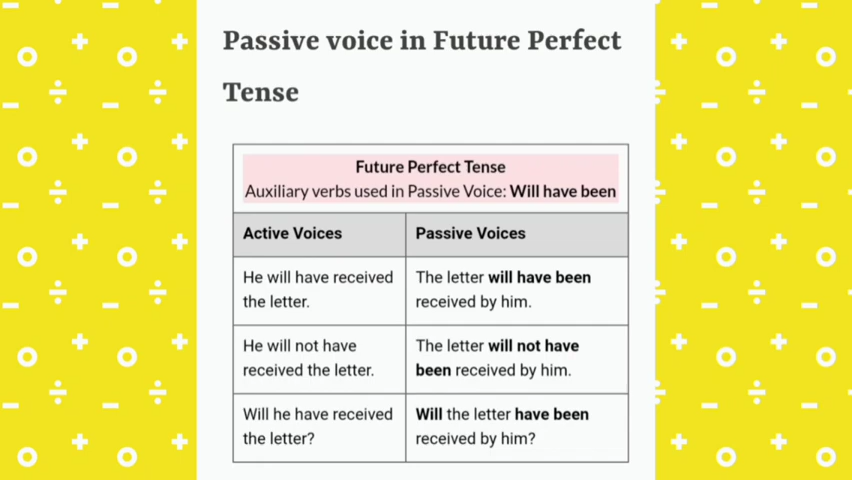 Passive voice in Future Perfect
Tense
Future Perfect Tense
Auxiliary verbs used in Passive Voice: Will have been
Active Voices
Passive Voices
He will have received
the letter.
The letter will have been
received by him.
He will not have
received the letter.
The letter will not have
been received by him.
Will he have received
the letter?
Will the letter have been
received by him?